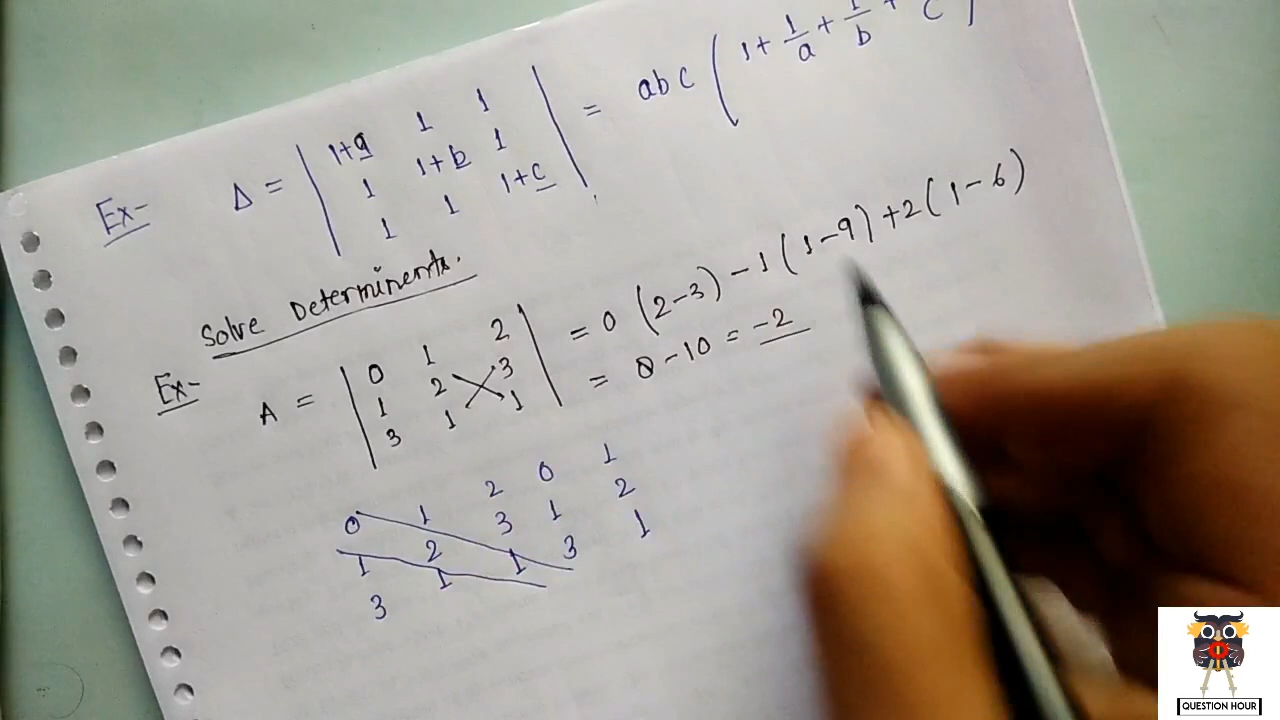 Ex- Δ = | 1+a 1 1 | = abc ( 1 + 1/a + 1/b +
1 1+b 1
1 1 1+c
Solve Determinents.
Ex- A = | 0 1 2 | = 0 (2-3) - 1 (1-9) + 2 (1-6)
1 2 3
3 1 1
= 8 - 10 = -2
0 1 2 0 1
1 2 3 1 2
3 1 1 3 1
QUESTION HOUR